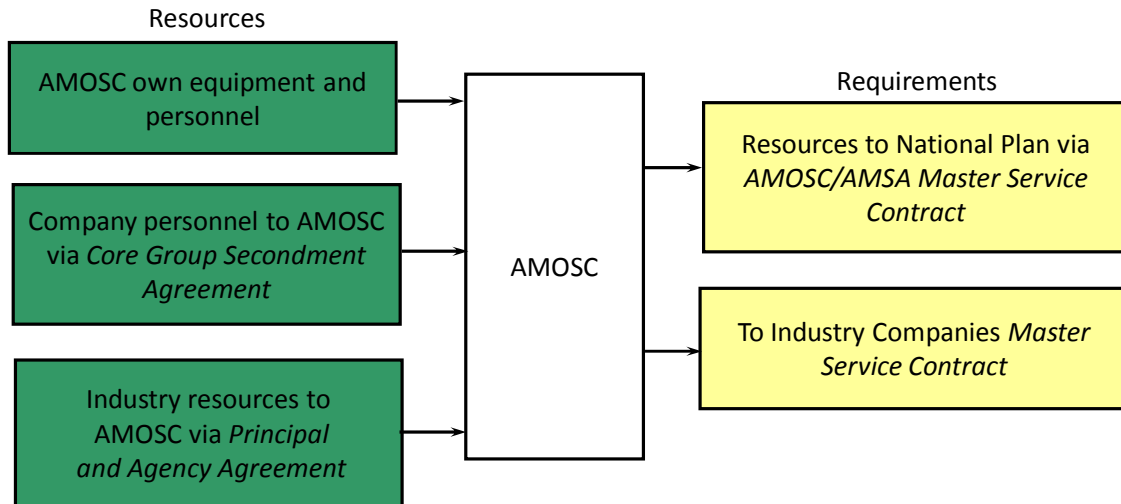 Resources
AMOSC own equipment and
personnel
Company personnel to AMOSC
via Core Group Secondment
Agreement
Industry resources to
AMOSC via Principal
and Agency Agreement
AMOSC
Requirements
Resources to National Plan via
AMOSC/AMSA Master Service
Contract
To Industry Companies Master
Service Contract